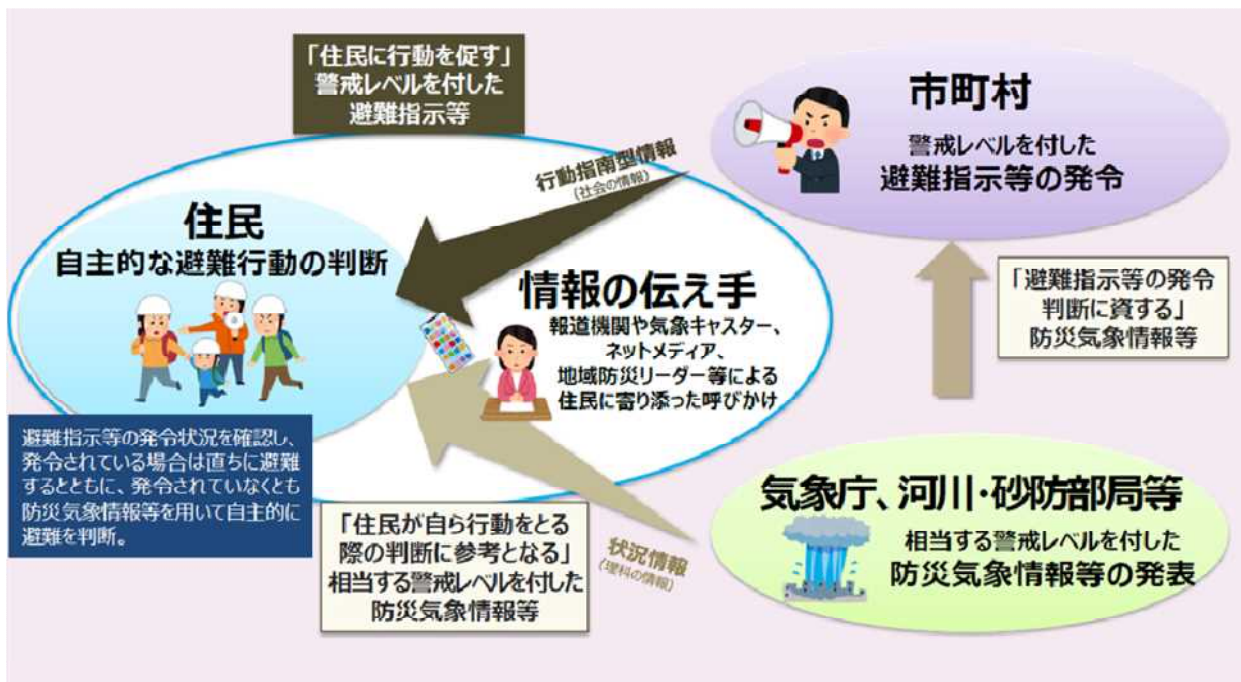 「住民に行動を促す」
警戒レベルを付した
避難指示等
市町村
警戒レベルを付した
避難指示等の発令
行動指南型情報
(社会の情報)
住民
自主的な避難行動の判断
情報の伝え手
報道機関や気象キャスター、
ネットメディア、
地域防災リーダー等による
住民に寄り添った呼びかけ
「避難指示等の発令
判断に資する」
防災気象情報等
避難指示等の発令状況を確認し、
発令されている場合は直ちに避難
するとともに、発令されていなくとも
防災気象情報等を用いて自主的に
避難を判断。
「住民が自ら行動をとる
際の判断に参考となる」
相当する警戒レベルを付した
防災気象情報等
状況情報
(理科の情報)
気象庁、河川・砂防部局等
相当する警戒レベルを付した
防災気象情報等の発表